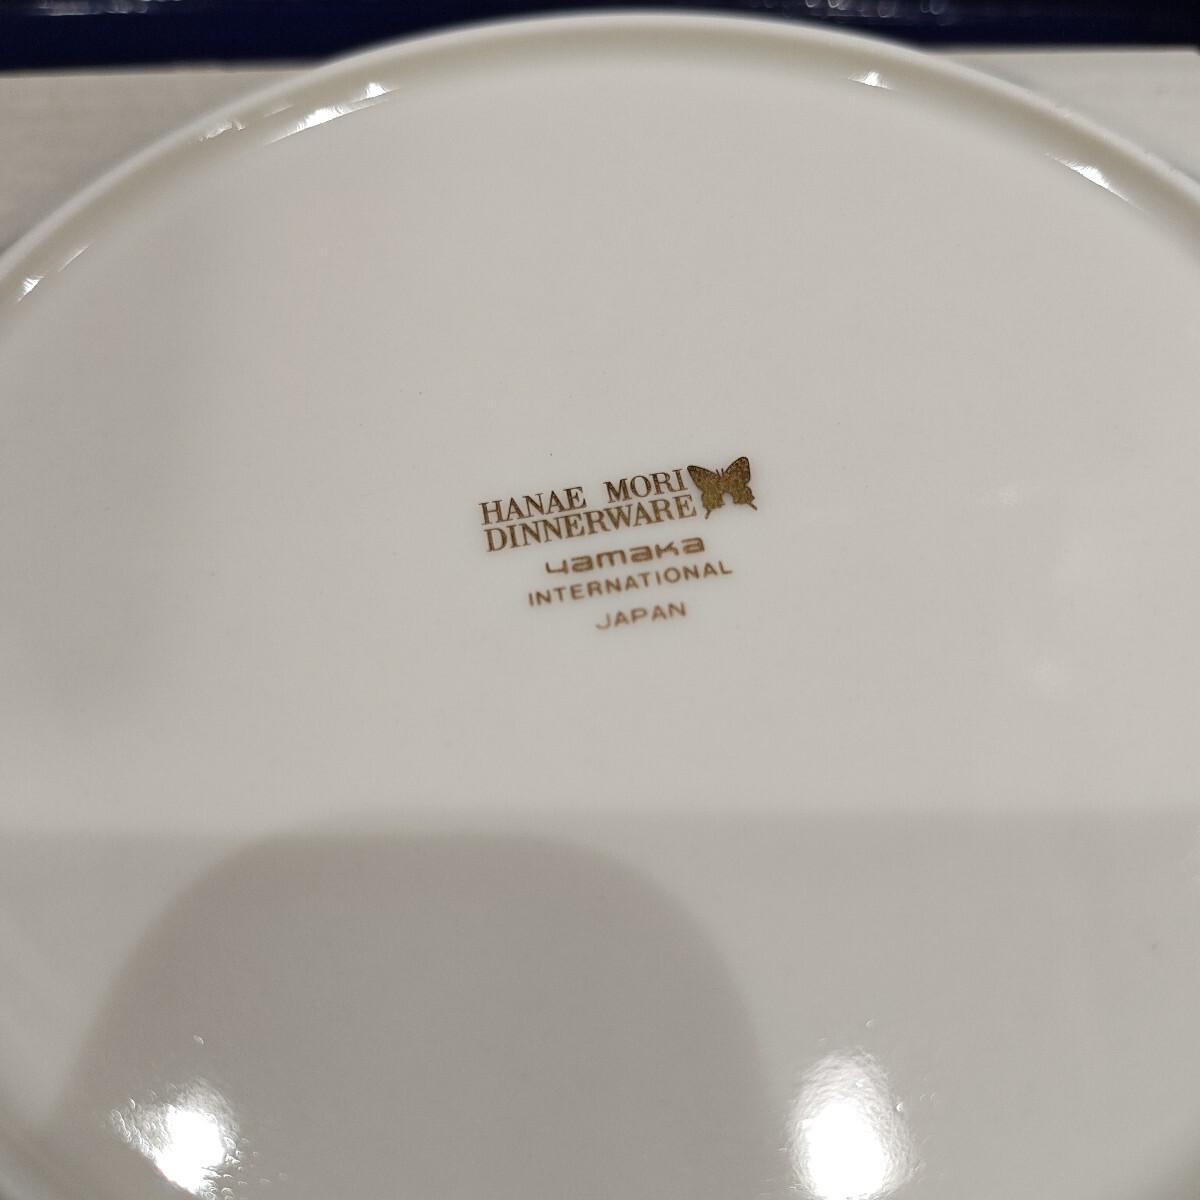 HANAE MORI
DINNERWARE
yamaka
INTERNATIONAL
JAPAN